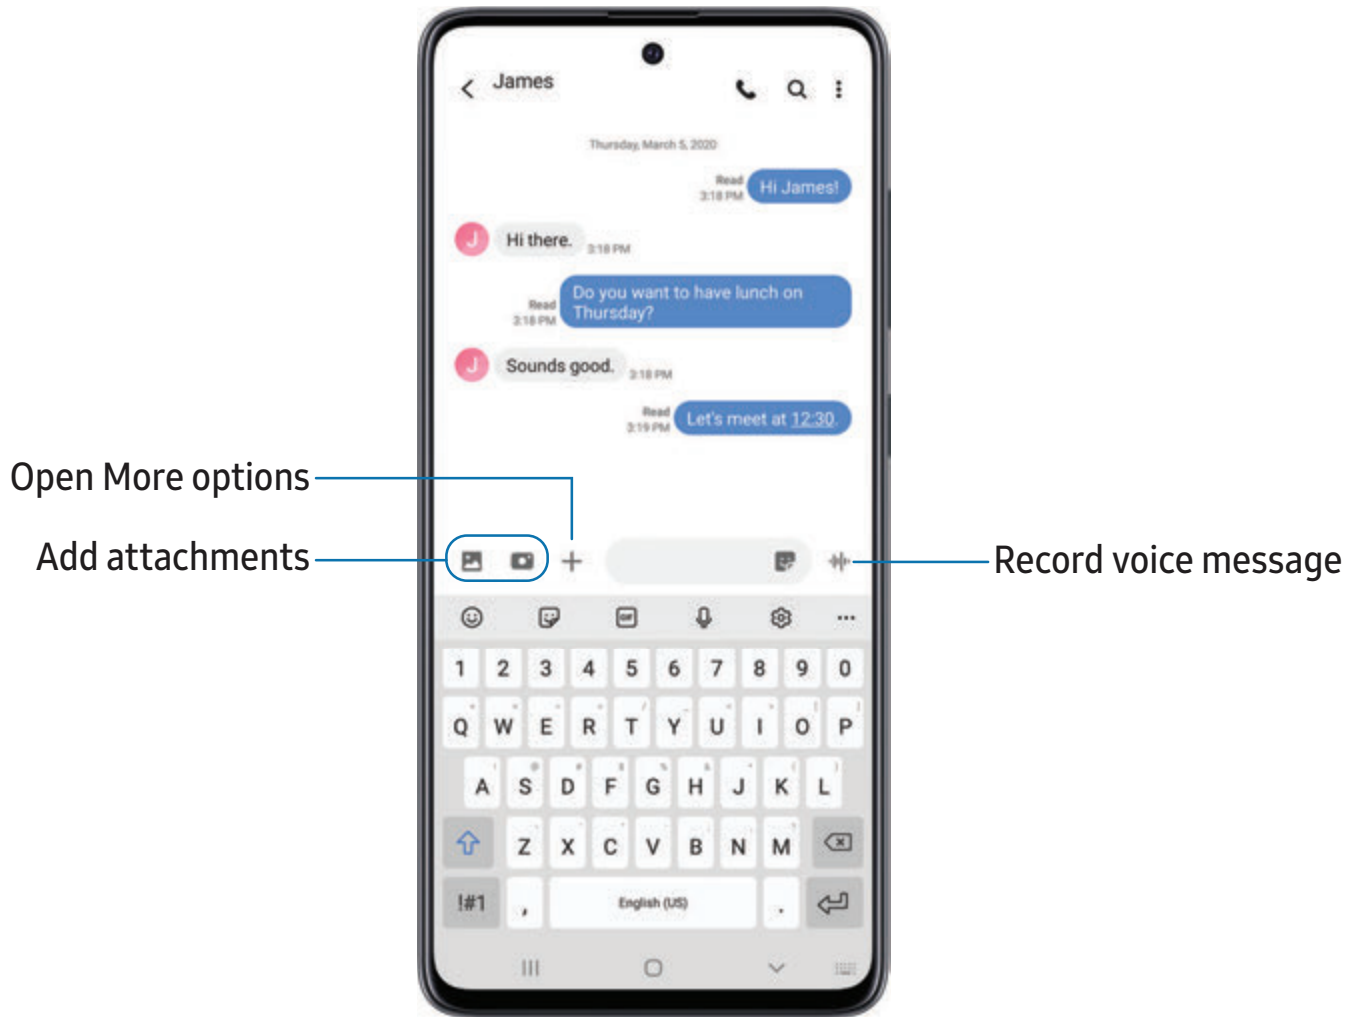 James
Thursday, March 5, 2020
Read
3:18 PM
Hi James!
J
Hi there.
3:18 PM
Read
3:18 PM
Do you want to have lunch on
Thursday?
J
Sounds good.
3:18 PM
Read
3:19 PM
Let's meet at 12:30.
Open More options
Add attachments
Record voice message
GIF
1 2 3 4 5 6 7 8 9 0
Q W E R T Y U I O P
A S D F G H J K L
Z X C V B N M
!#1 , English (US) .